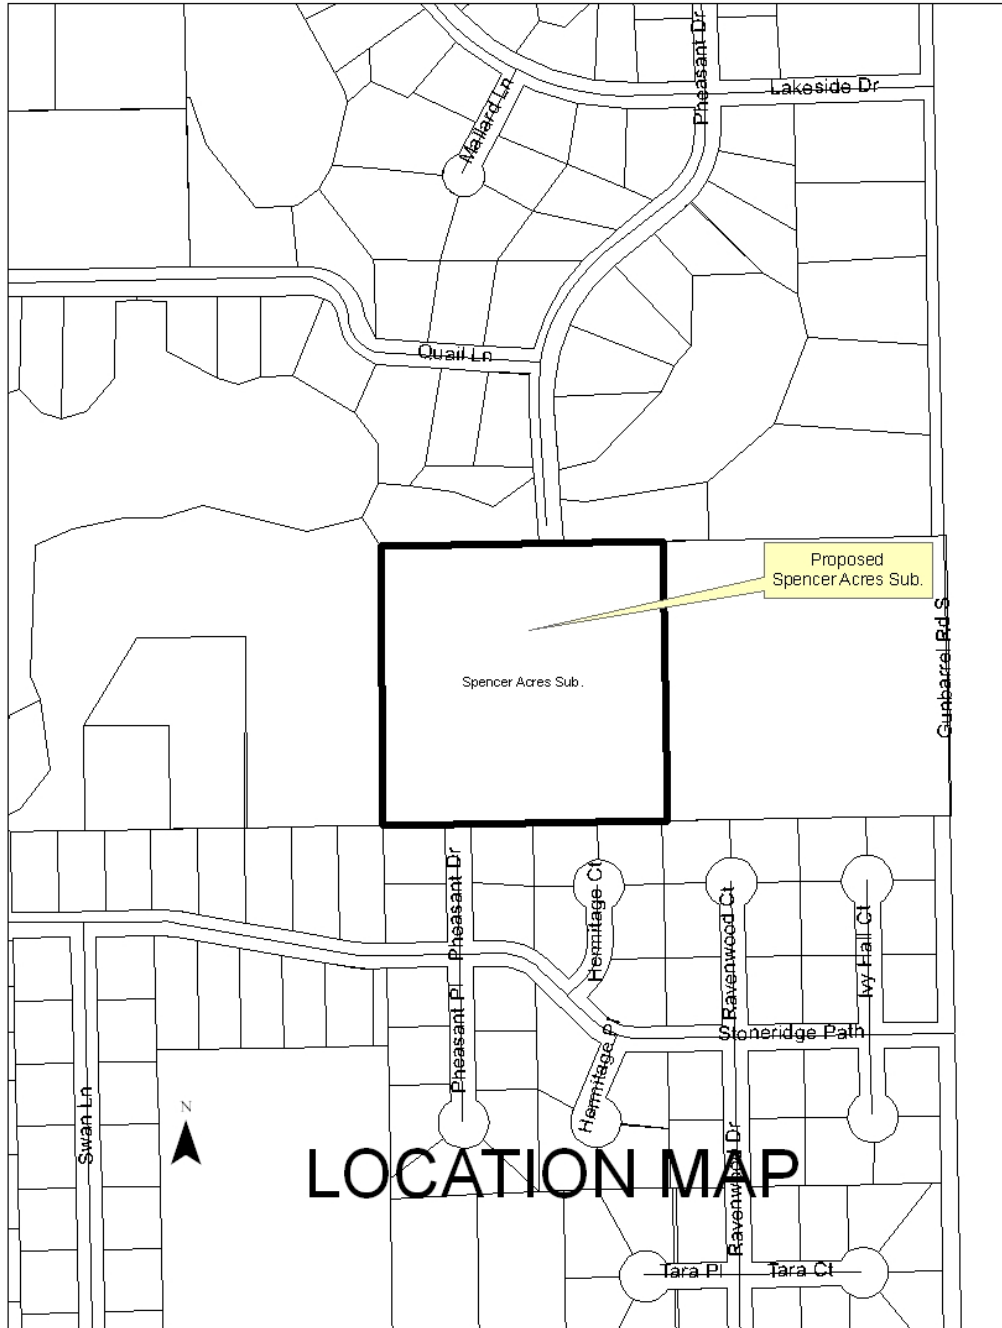 Pheasant Dr
Lakeside Dr
Mallard Ln
Quail Ln
Proposed
Spencer Acres Sub.
Gunbarrel Rd S
Spencer Acres Sub.
Pheasant Dr
Hermitage Ct
Ravenwood Ct
Ivy Hall Ct
Pheasant Pl
Stoneridge Path
Hermitage Pl
Swan Ln
N
LOCATION MAP
Ravenwood Dr
Tara Pl
Tara Ct